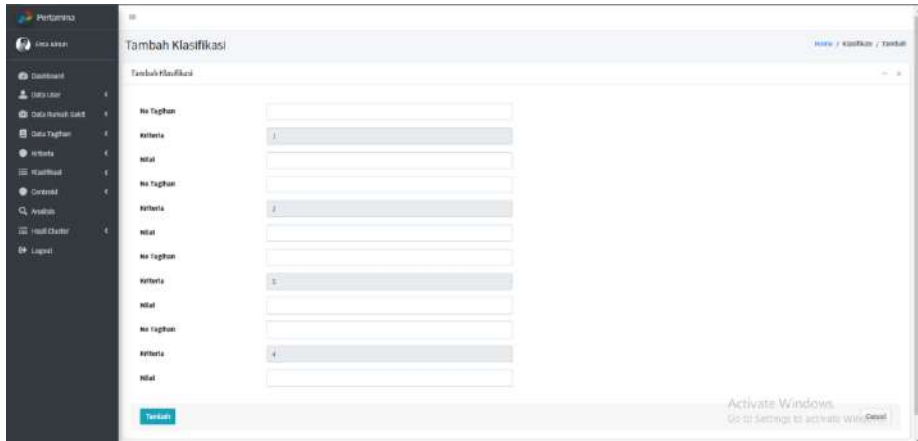 Pertamina
Tambah Klasifikasi
Home / Klasifikasi / Tambah
Dashboard
Tambah Klasifikasi
Data User
Data Rumah Sakit
No Tagihan
Data Tagihan
Kriteria
1
Kriteria
Nilai
Klasifikasi
No Tagihan
Centroid
Kriteria
2
Analisis
Nilai
Hasil Cluster
Logout
No Tagihan
Kriteria
3
Nilai
No Tagihan
Kriteria
4
Nilai
Activate Windows
Tambah
Go to Settings to activate
Cancel